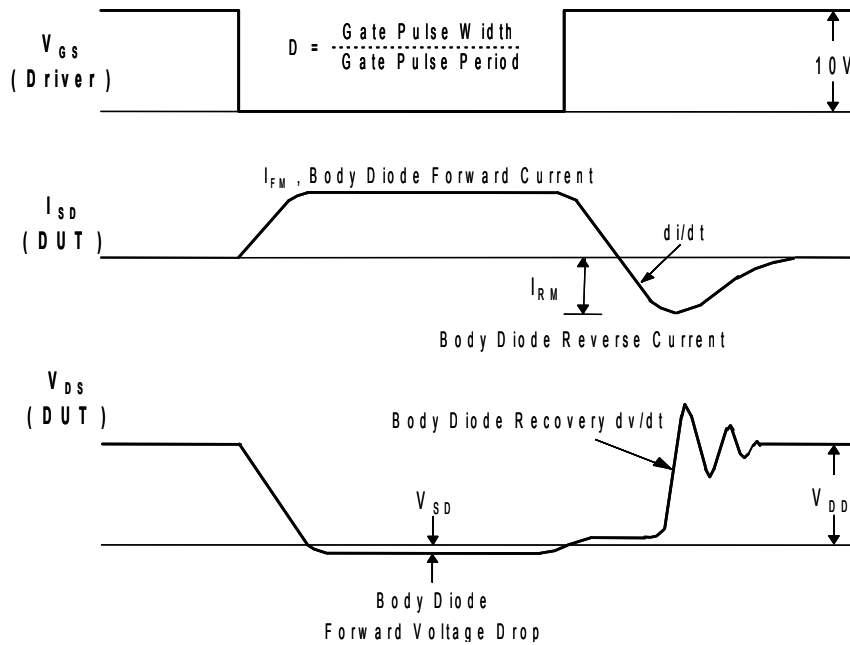 V GS
(Driver)
D = Gate Pulse Width
Gate Pulse Period
10V
I FM , Body Diode Forward Current
I SD
(DUT)
di/dt
I RM
Body Diode Reverse Current
V DS
(DUT)
Body Diode Recovery dv/dt
V SD
V DD
Body Diode
Forward Voltage Drop